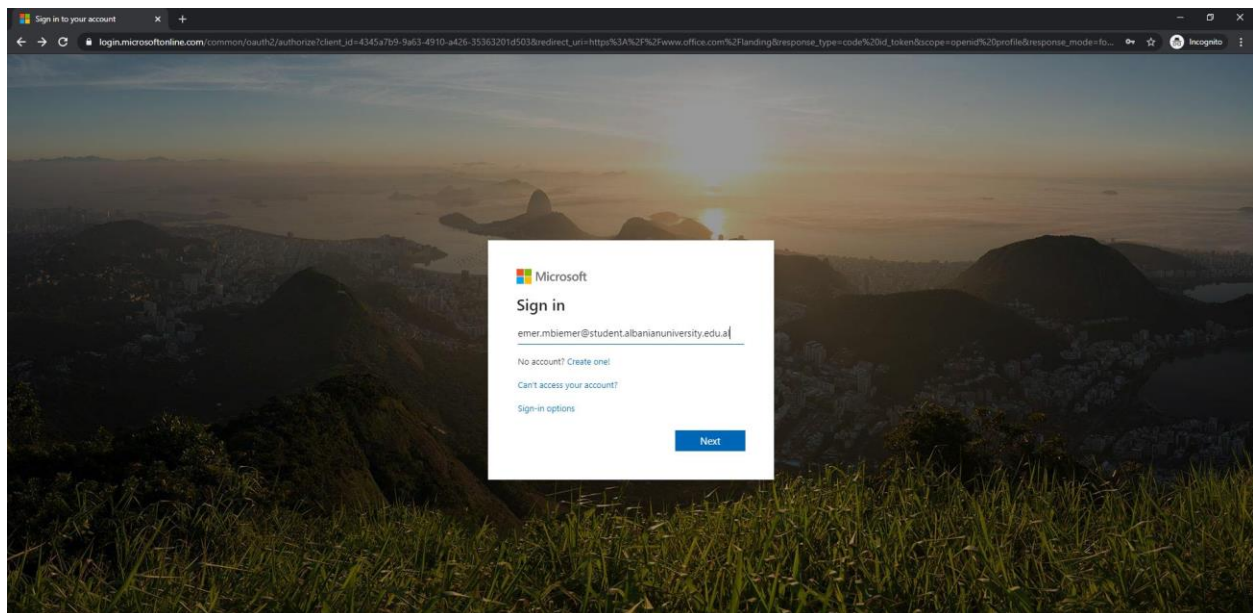 Sign in to your account
login.microsoftonline.com/common/oauth2/authorize?client_id=4345a7b9-9a63-4910-a426-35363201d503&redirect_uri=https%3A%2F%2Fwww.office.com%2Flanding&response_type=code%20id_token&scope=openid%20profile&response_mode=fo...
Incognito
Microsoft
Sign in
emer.mbiemer@student.albanianuniversity.edu.al
No account? Create one!
Can't access your account?
Sign-in options
Next